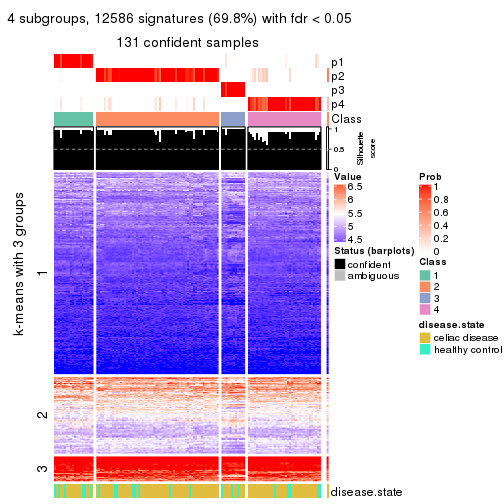 4 subgroups, 12586 signatures (69.8%) with fdr < 0.05
131 confident samples
p1
p2
p3
p4
Class
1
0.5
0
Silhouette
score
k-means with 3 groups
1
2
3
disease.state
Value
6.5
6
5.5
5
4.5
Status (barplots)
confident
ambiguous
Prob
1
0.8
0.6
0.4
0.2
0
Class
1
2
3
4
disease.state
celiac disease
healthy control